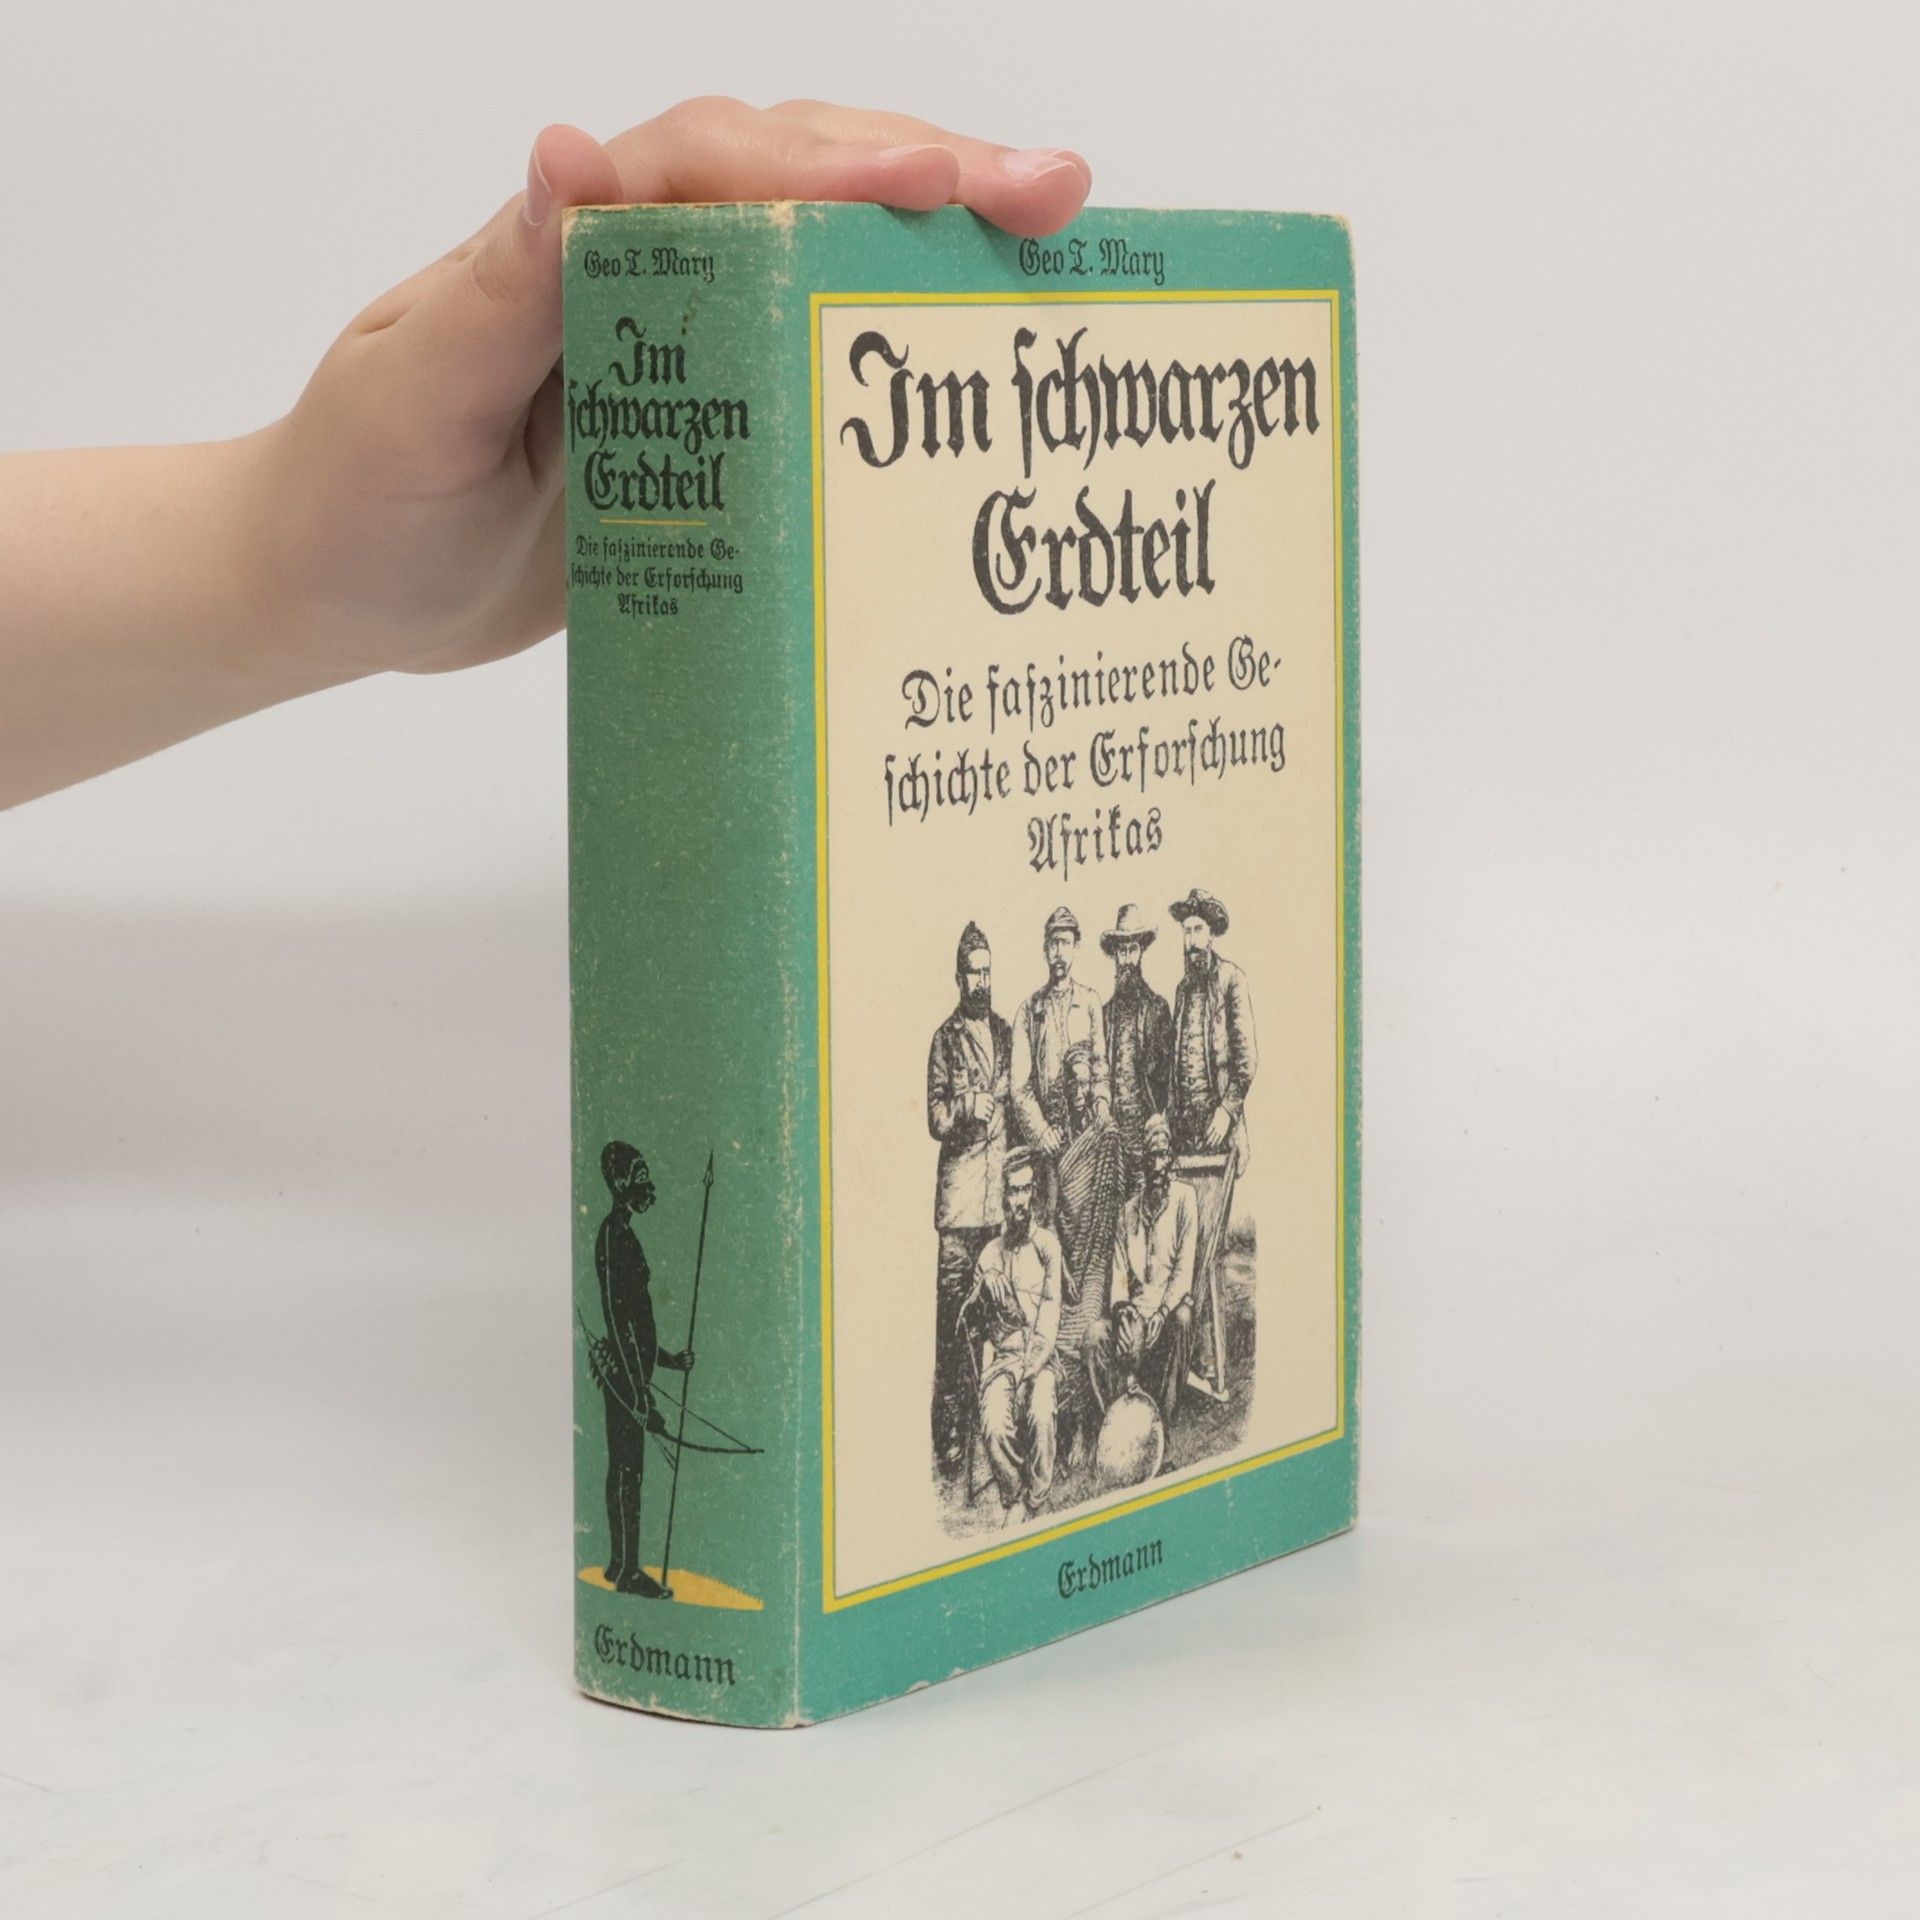 Geo T. Mary
Im
schwarzen
Erdteil
Die faszinierende Ge-
schichte der Erforschung
Afrikas
Erdmann
Geo T. Mary
Im schwarzen
Erdteil
Die faszinierende Ge-
schichte der Erforschung
Afrikas
Erdmann